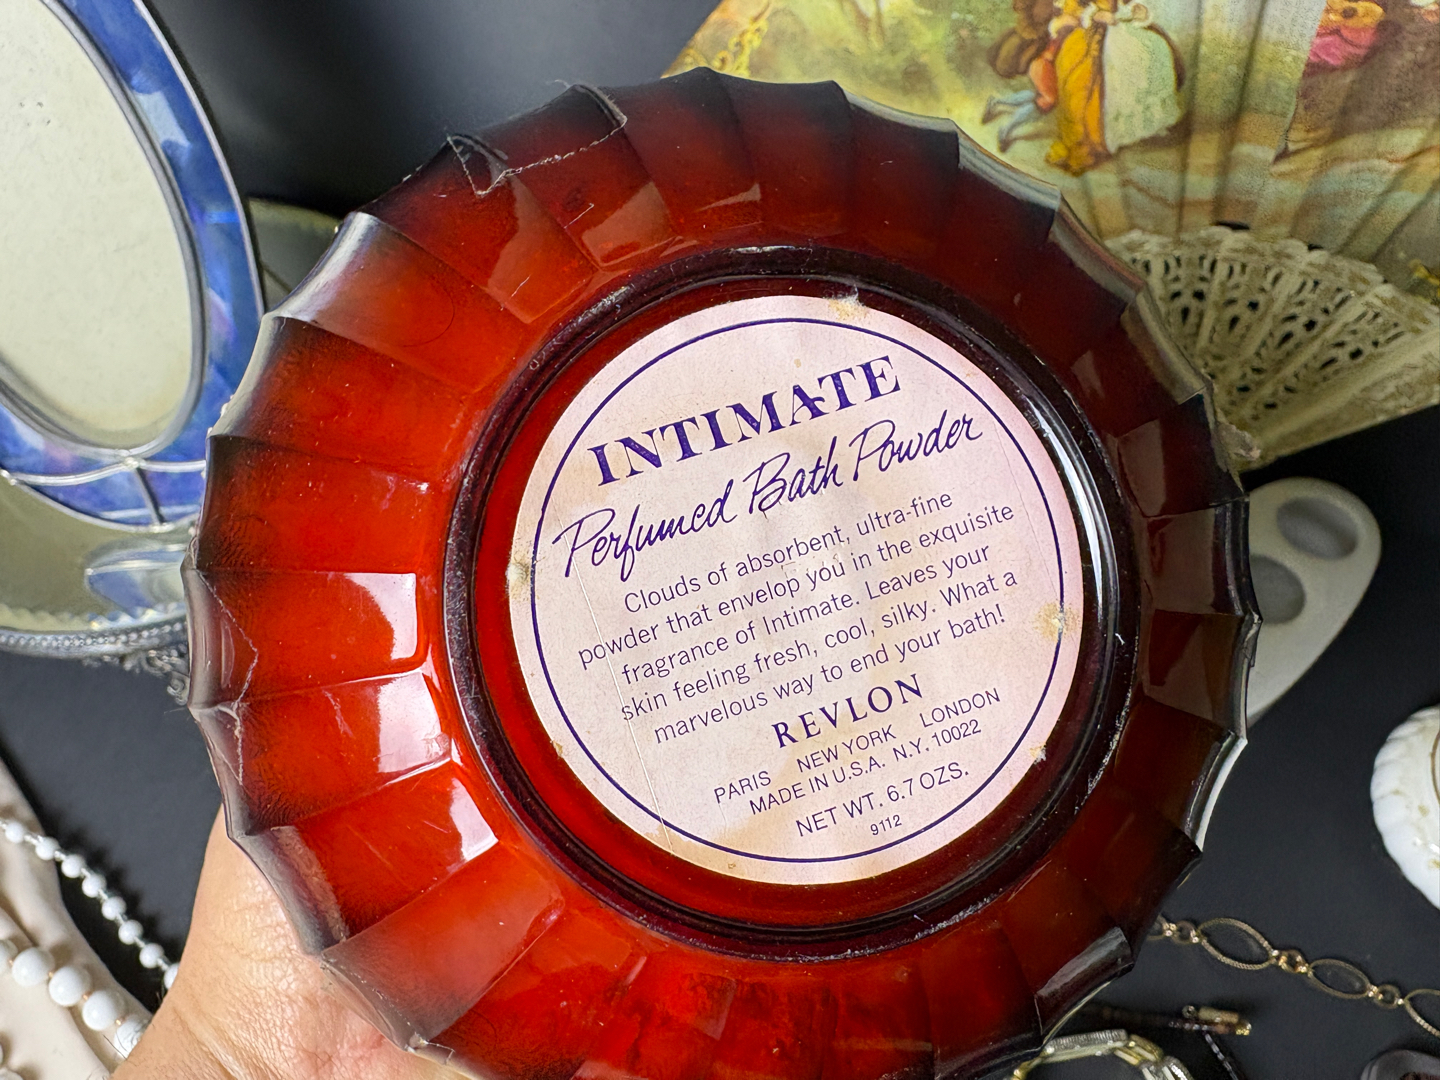 INTIMATE
Perfumed Bath Powder
Clouds of absorbent, ultra-fine
powder that envelop you in the exquisite
fragrance of Intimate. Leaves your
skin feeling fresh, cool, silky. What a
marvelous way to end your bath!
REVLON
PARIS NEW YORK LONDON
MADE IN U.S.A. N.Y. 10022
NET WT. 6.7 OZS.
9112